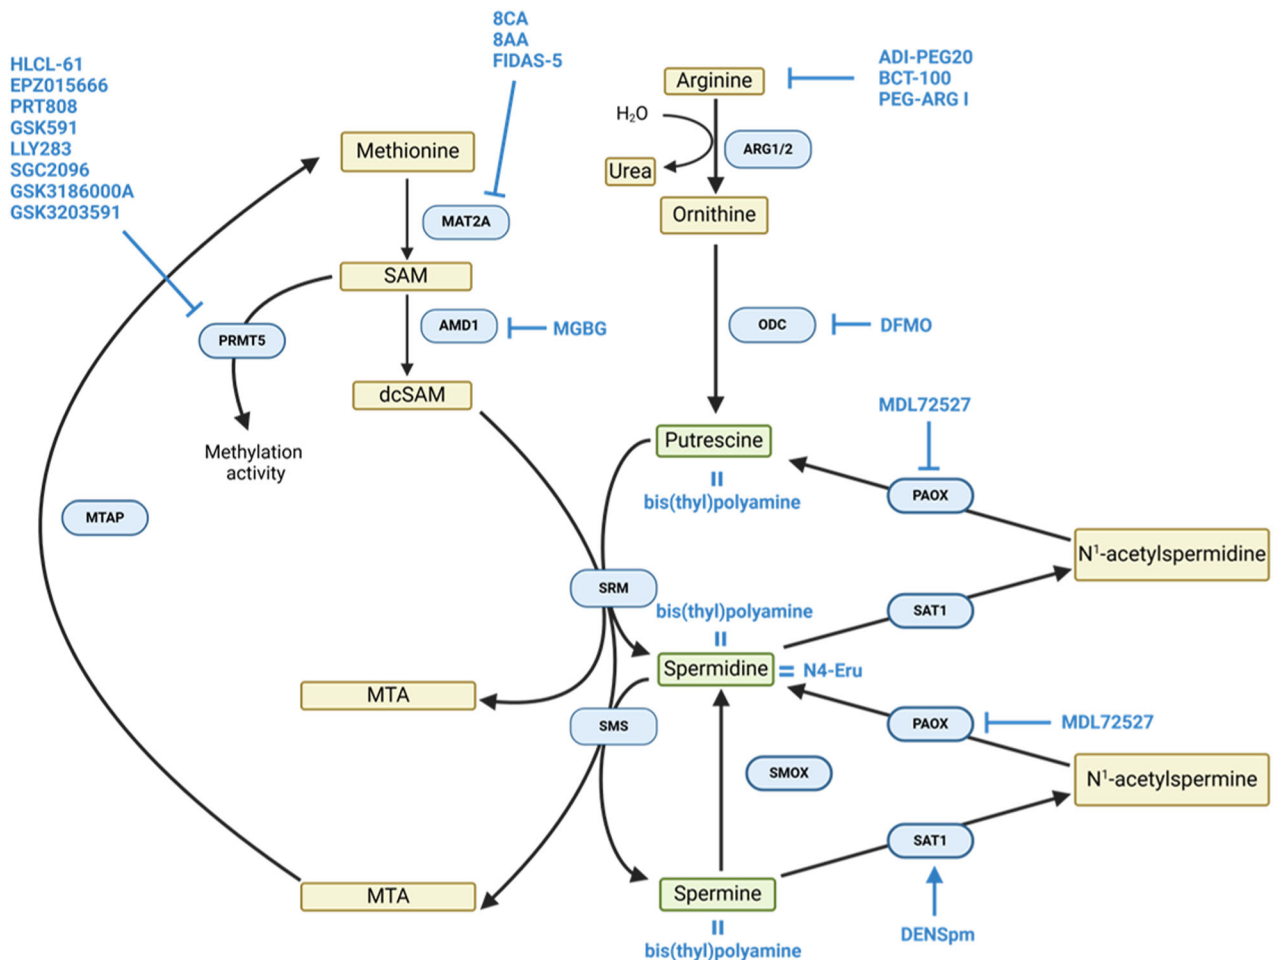 8CA
8AA
FIDAS-5
HLCL-61
EPZ015666
PRT808
GSK591
LLY283
SGC2096
GSK3186000A
GSK3203591
ADI-PEG20
BCT-100
PEG-ARG I
Arginine
H₂O
ARG1/2
Urea
Methionine
MAT2A
Ornithine
SAM
PRMT5
AMD1
MGBG
ODC
DFMO
dcSAM
Methylation
activity
MDL72527
Putrescine
bis(thyl)polyamine
PAOX
MTAP
N¹-acetylspermidine
SRM
bis(thyl)polyamine
SAT1
Spermidine
N4-Eru
MTA
SMS
PAOX
MDL72527
SMOX
N¹-acetylspermine
SAT1
MTA
Spermine
DENSpm
bis(thyl)polyamine